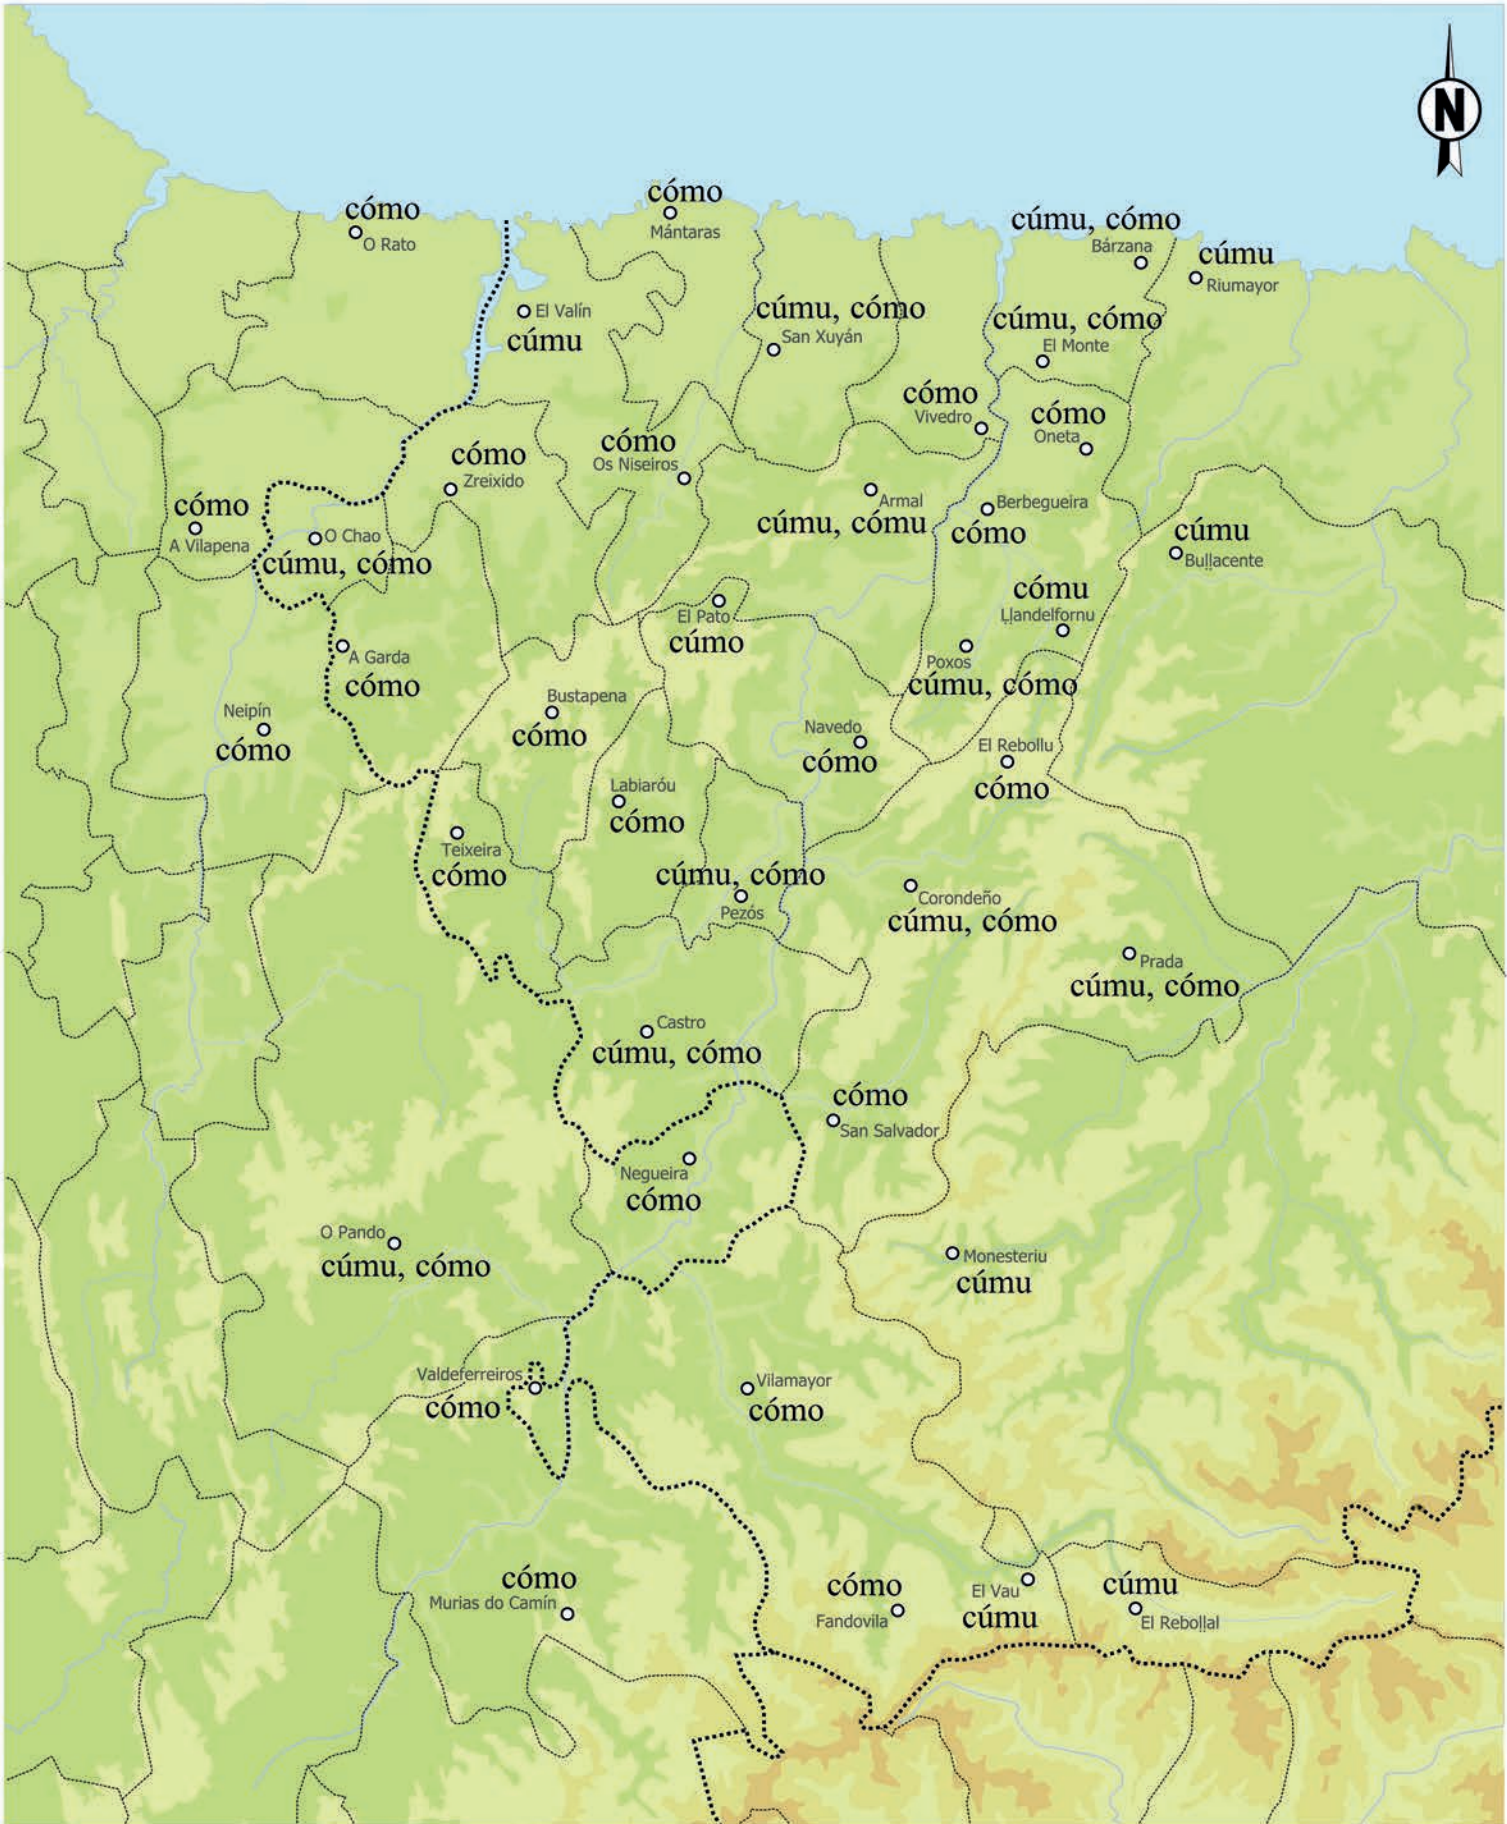 N
cómo
Mántaras
cómo
O Rato
cúmu, cómo
Bárzana
cúmu
Riumayor
El Valín
cúmu
cúmu, cómo
San Xuyán
cúmu, cómo
El Monte
cómo
Vivedro
cómo
Oneta
cómo
Os Niseiros
cómo
Zreixido
cómo
A Vilapena
O Chao
cúmu, cómo
Armal
cúmu, cómu
Berbegueira
cómo
cúmu
Buḷḷacente
cómu
Ḷḷandelfornu
El Pato
cúmo
A Garda
cómo
Poxos
cúmu, cómo
Neipín
cómo
Bustapena
cómo
Navedo
cómo
El Rebollu
cómo
Labiaróu
cómo
Teixeira
cómo
cúmu, cómo
Pezós
Corondeño
cúmu, cómo
Prada
cúmu, cómo
Castro
cúmu, cómo
cómo
San Salvador
Negueira
cómo
O Pando
cúmu, cómo
Monesteriu
cúmu
Valdeferreiros
cómo
Vilamayor
cómo
cómo
Murias do Camín
cómo
Fandovila
El Vau
cúmu
cúmu
El Reboḷḷal